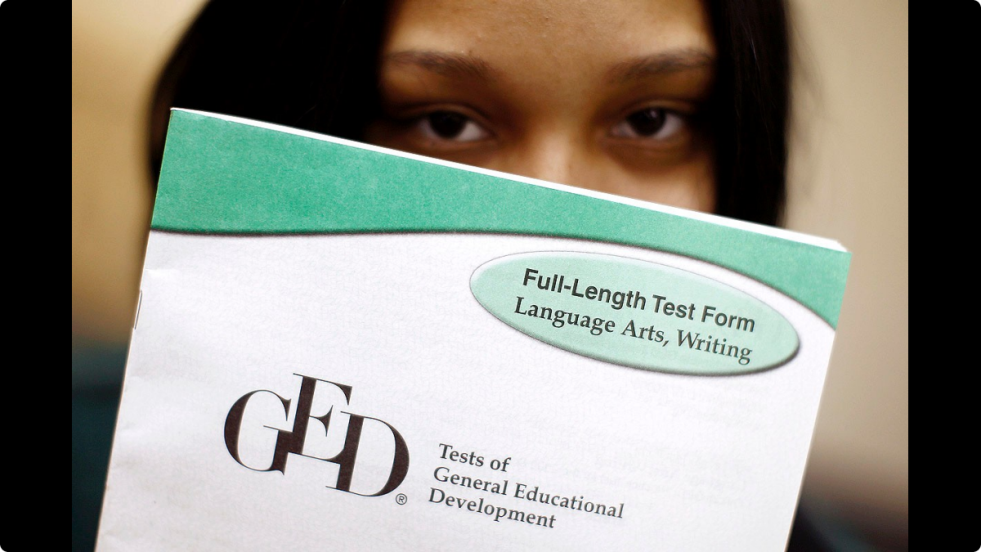 Full-Length Test Form
Language Arts, Writing
GED®
Tests of
General Educational
Development